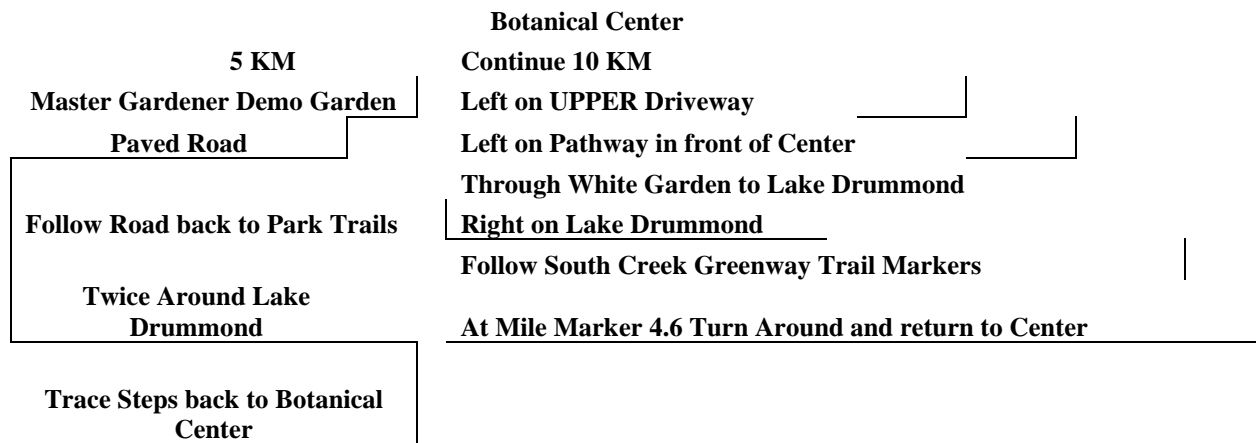 Botanical Center
5 KM
Continue 10 KM
Master Gardener Demo Garden
Left on UPPER Driveway
Paved Road
Left on Pathway in front of Center
Through White Garden to Lake Drummond
Follow Road back to Park Trails
Right on Lake Drummond
Follow South Creek Greenway Trail Markers
Twice Around Lake
Drummond
At Mile Marker 4.6 Turn Around and return to Center
Trace Steps back to Botanical
Center